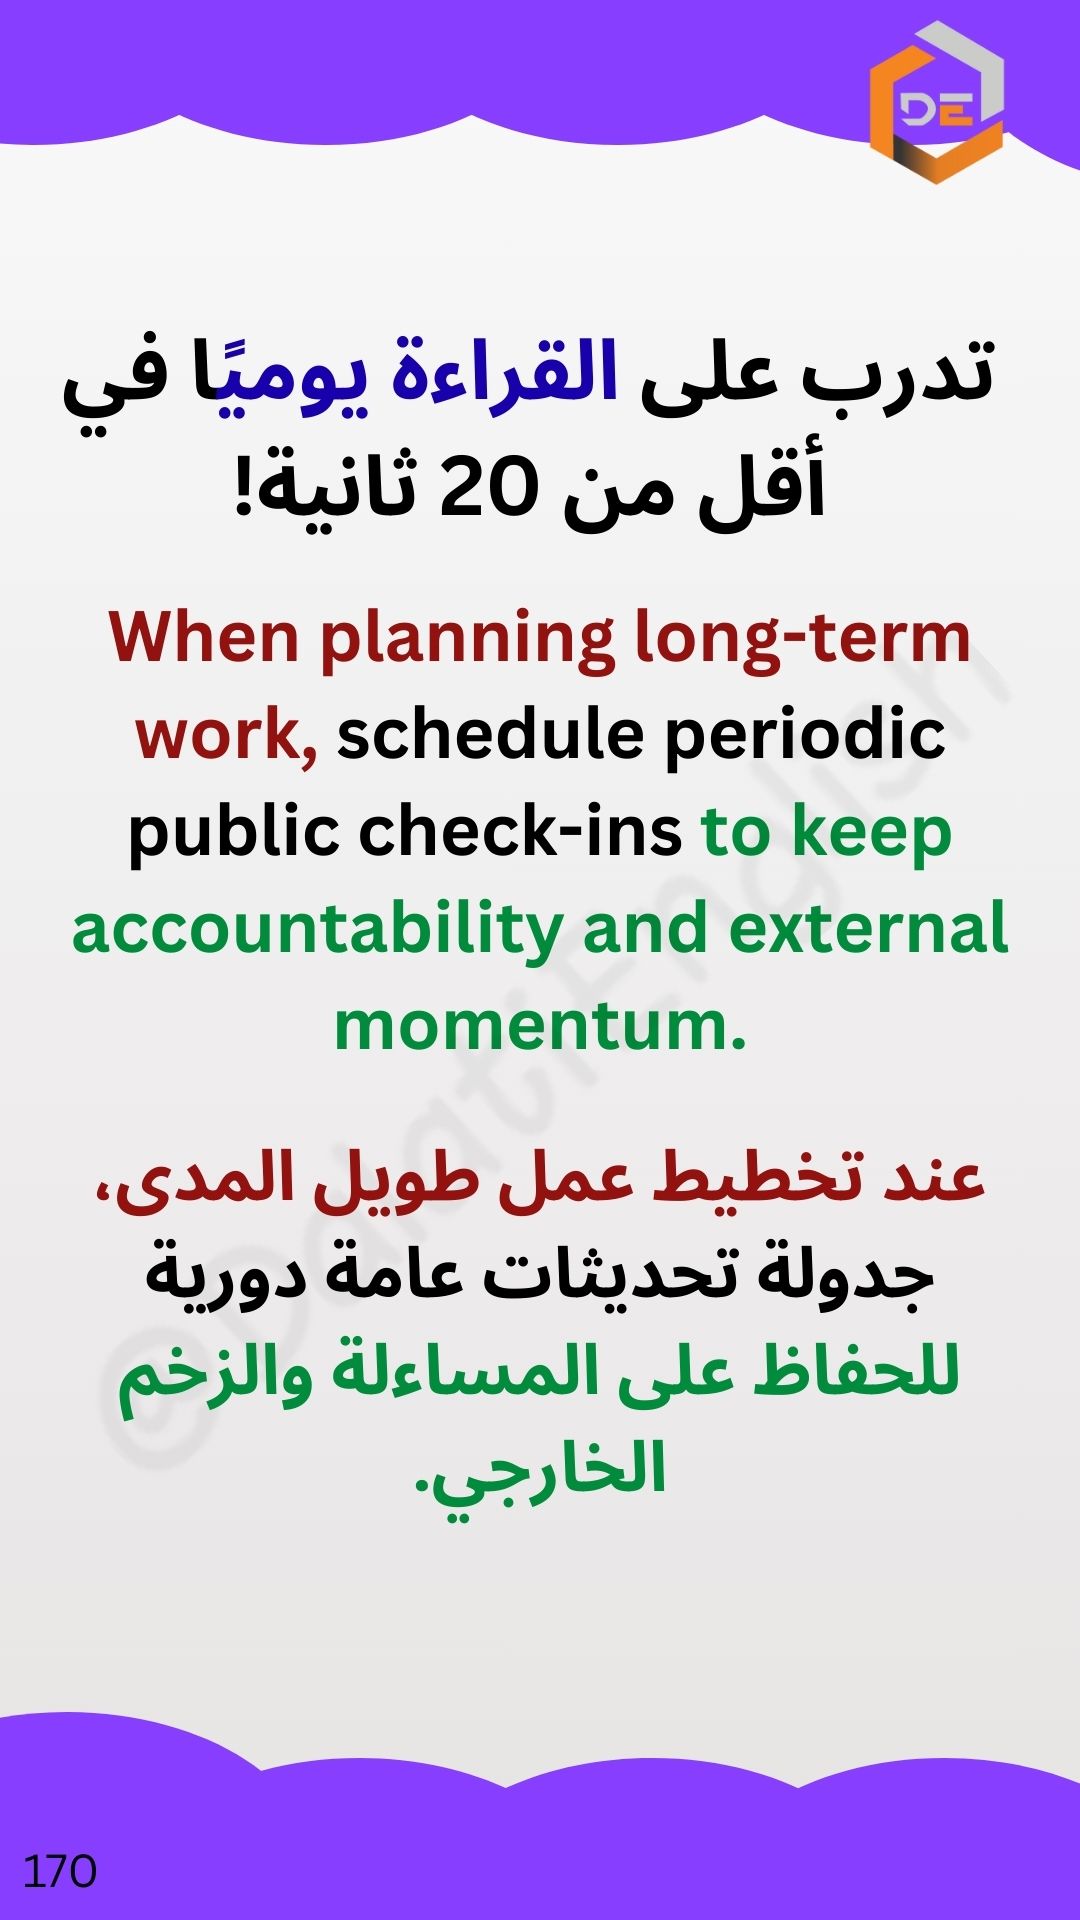 DE
تدرب على القراءة يوميًا في
أقل من 20 ثانية!
When planning long-term
work, schedule periodic
public check-ins to keep
accountability and external
momentum.
عند تخطيط عمل طويل المدى،
جدولة تحديثات عامة دورية
للحفاظ على المساءلة والزخم
الخارجي.
@DalatiEnglish
170